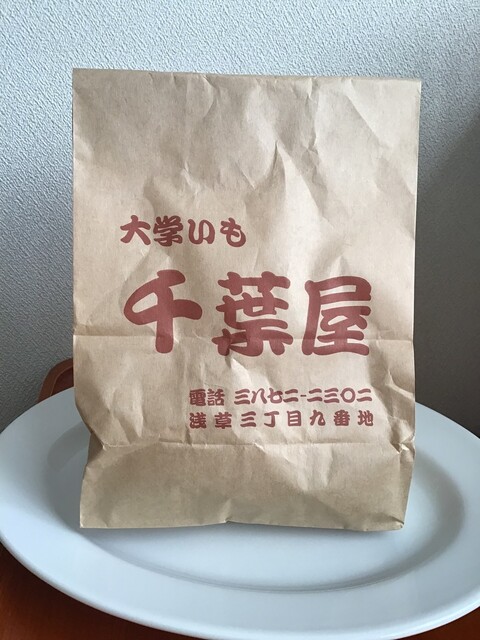 大学いも
千葉屋
電話 三八七二-二三〇二
浅草三丁目九番地